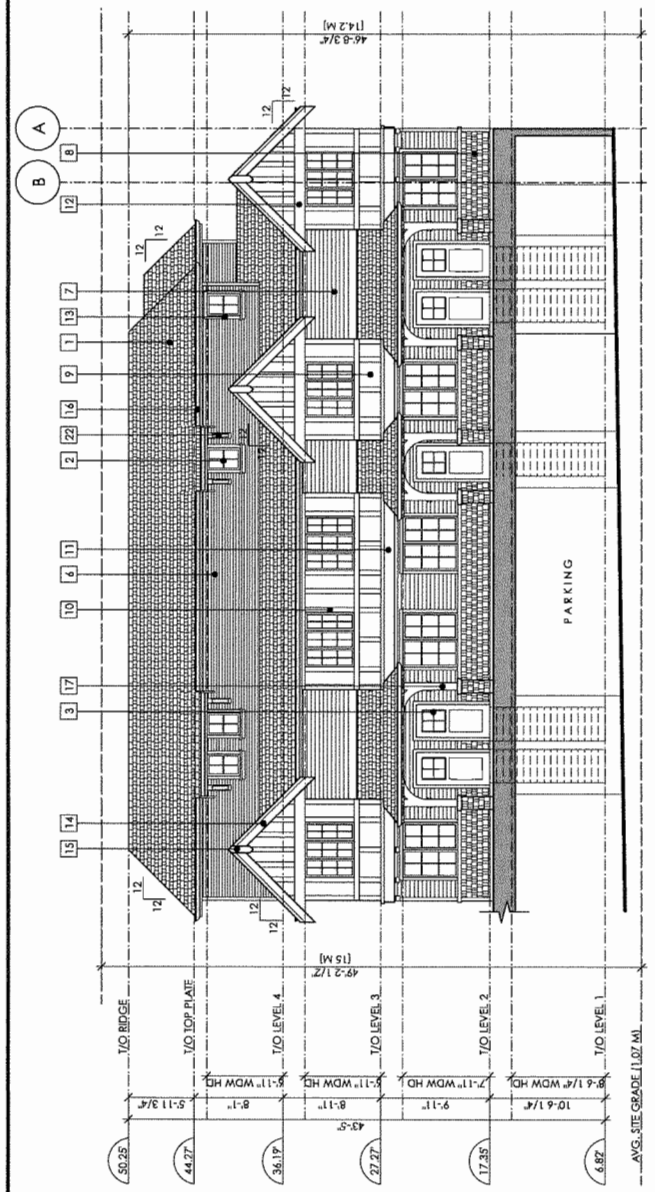 15
14
3
17
10
11
6
2
22
16
1
13
9
7
12
B
8
A
12
12
12
12
12
12
12
12
12
12
50.25'
T/O RIDGE
44.27'
T/O TOP PLATE
36.19'
T/O LEVEL 4
27.27'
T/O LEVEL 3
17.35'
T/O LEVEL 2
6.82'
T/O LEVEL 1
AVG. SITE GRADE (1.07 M)
43'-5"
5'-11 3/4"
8'-1"
8'-11"
9'-11"
10'-6 1/4"
6'-11" WDW HD
6'-11" WDW HD
7'-11" WDW HD
8'-6 1/4" WDW HD
49'-2 1/2"
[15 M]
46'-8 3/4"
[14.2 M]
PARKING